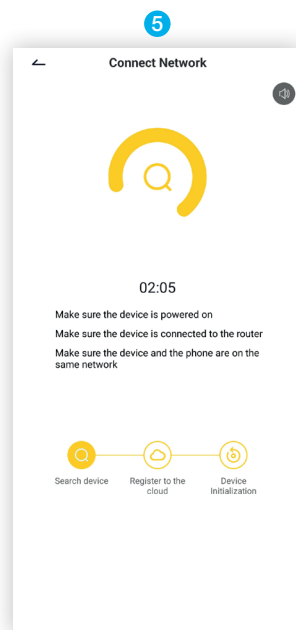 5
Connect Network
02:05
Make sure the device is powered on
Make sure the device is connected to the router
Make sure the device and the phone are on the
same network
Search device
Register to the
cloud
Device
Initialization